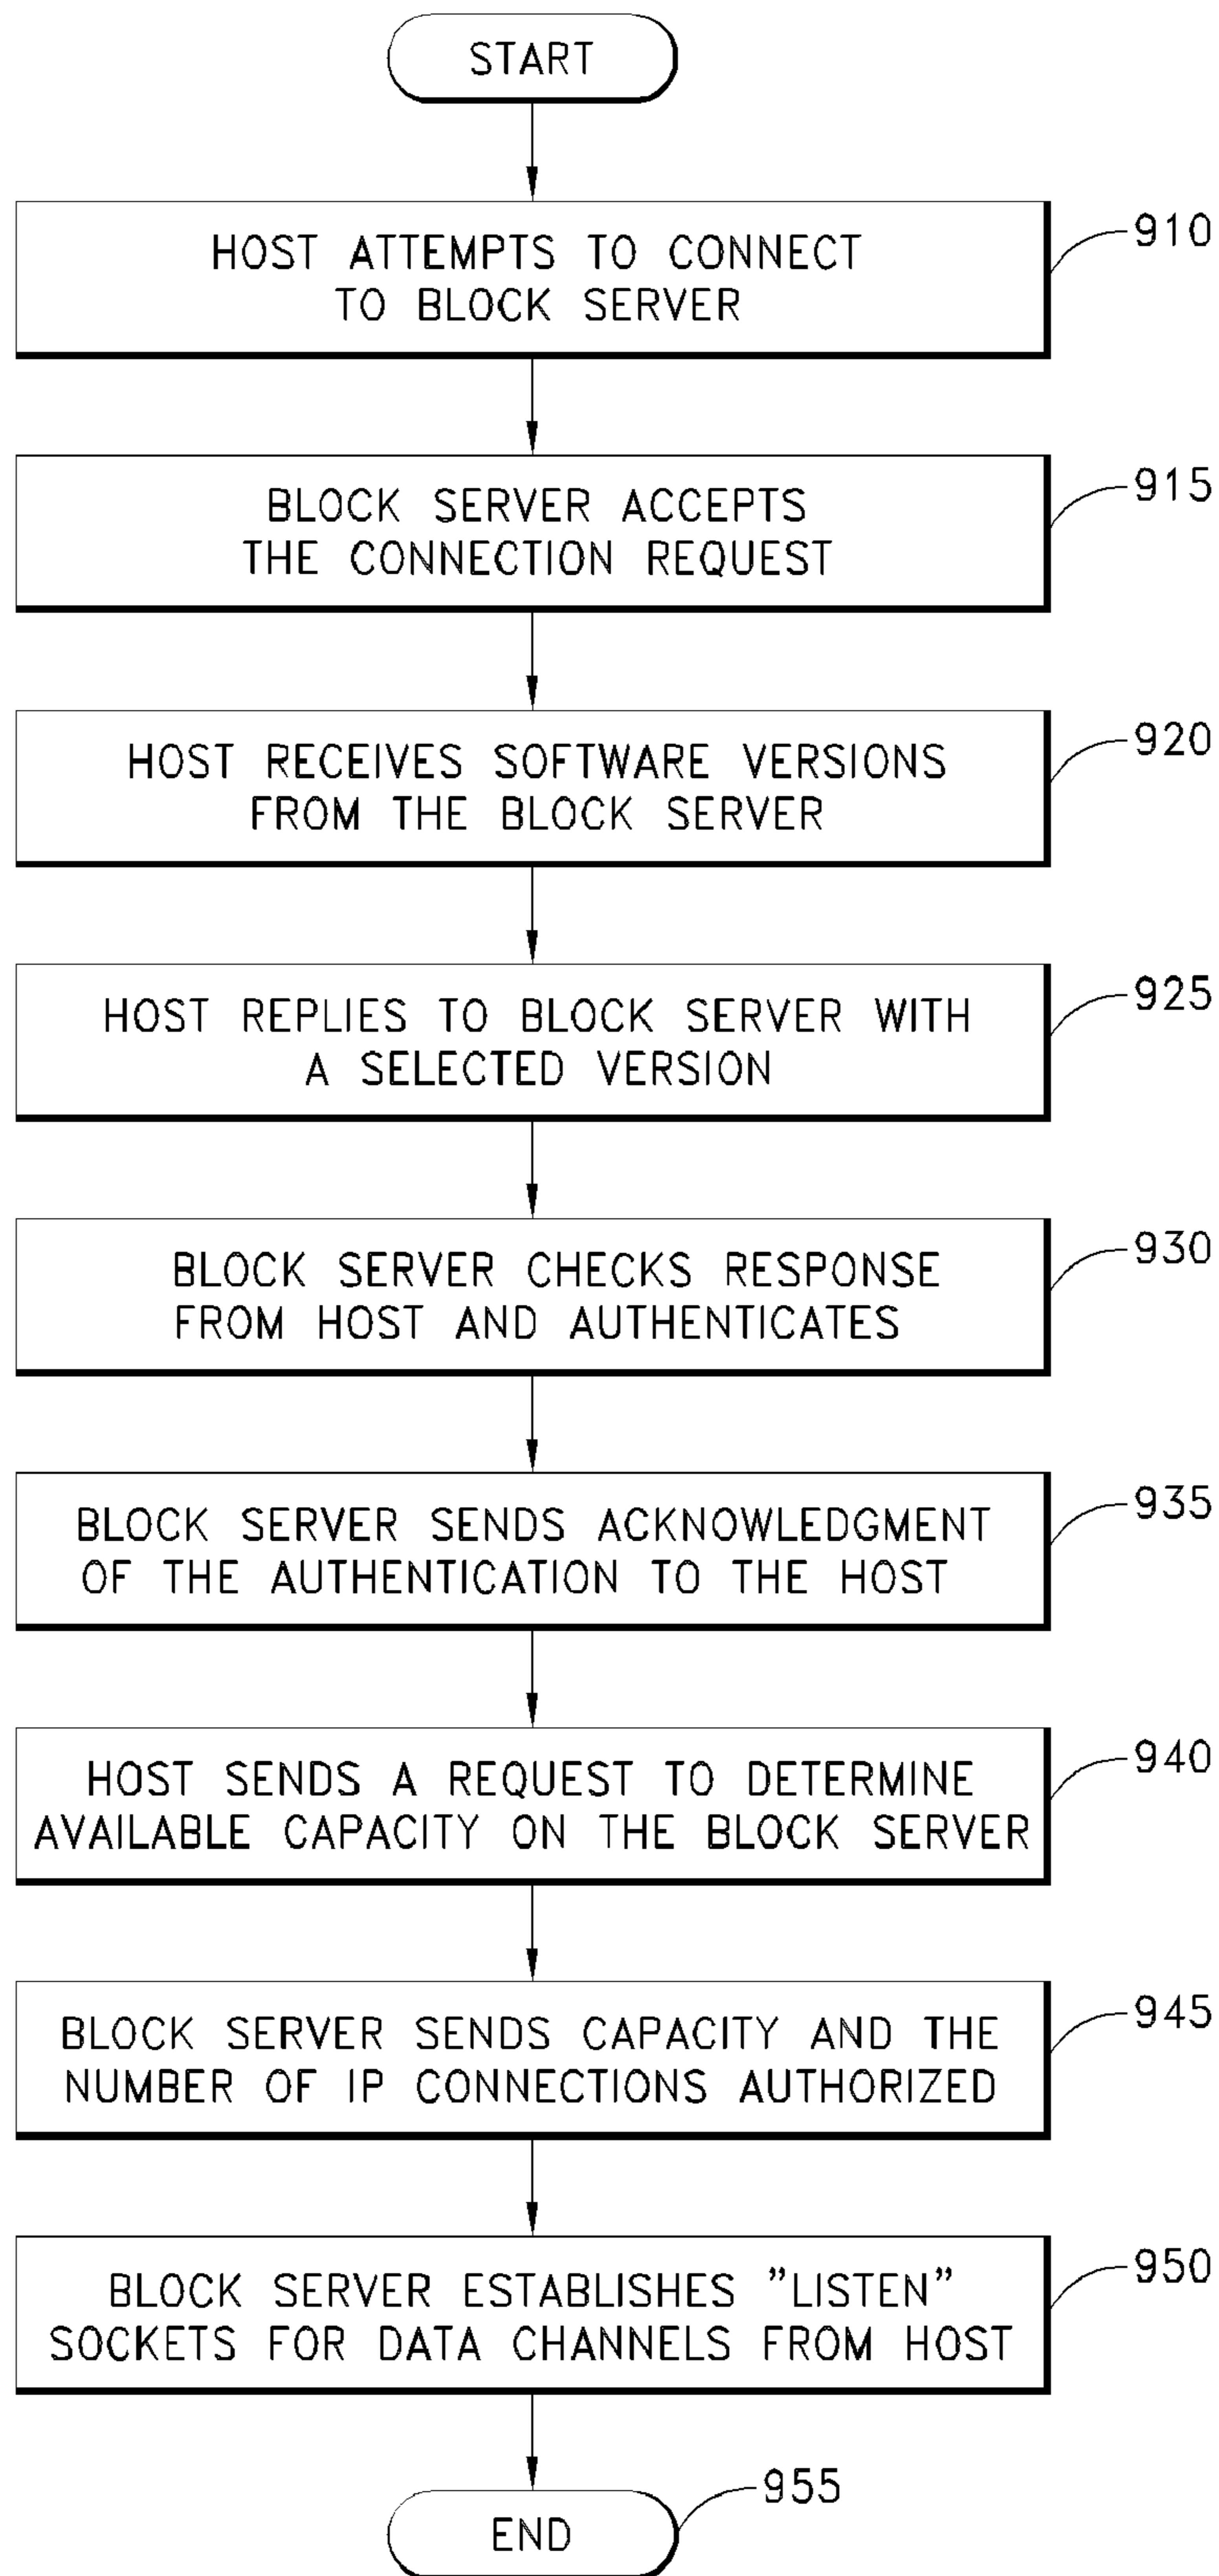 START
HOST ATTEMPTS TO CONNECT
TO BLOCK SERVER
910
BLOCK SERVER ACCEPTS
THE CONNECTION REQUEST
915
HOST RECEIVES SOFTWARE VERSIONS
FROM THE BLOCK SERVER
920
HOST REPLIES TO BLOCK SERVER WITH
A SELECTED VERSION
925
BLOCK SERVER CHECKS RESPONSE
FROM HOST AND AUTHENTICATES
930
BLOCK SERVER SENDS ACKNOWLEDGMENT
OF THE AUTHENTICATION TO THE HOST
935
HOST SENDS A REQUEST TO DETERMINE
AVAILABLE CAPACITY ON THE BLOCK SERVER
940
BLOCK SERVER SENDS CAPACITY AND THE
NUMBER OF IP CONNECTIONS AUTHORIZED
945
BLOCK SERVER ESTABLISHES ”LISTEN”
SOCKETS FOR DATA CHANNELS FROM HOST
950
END
955